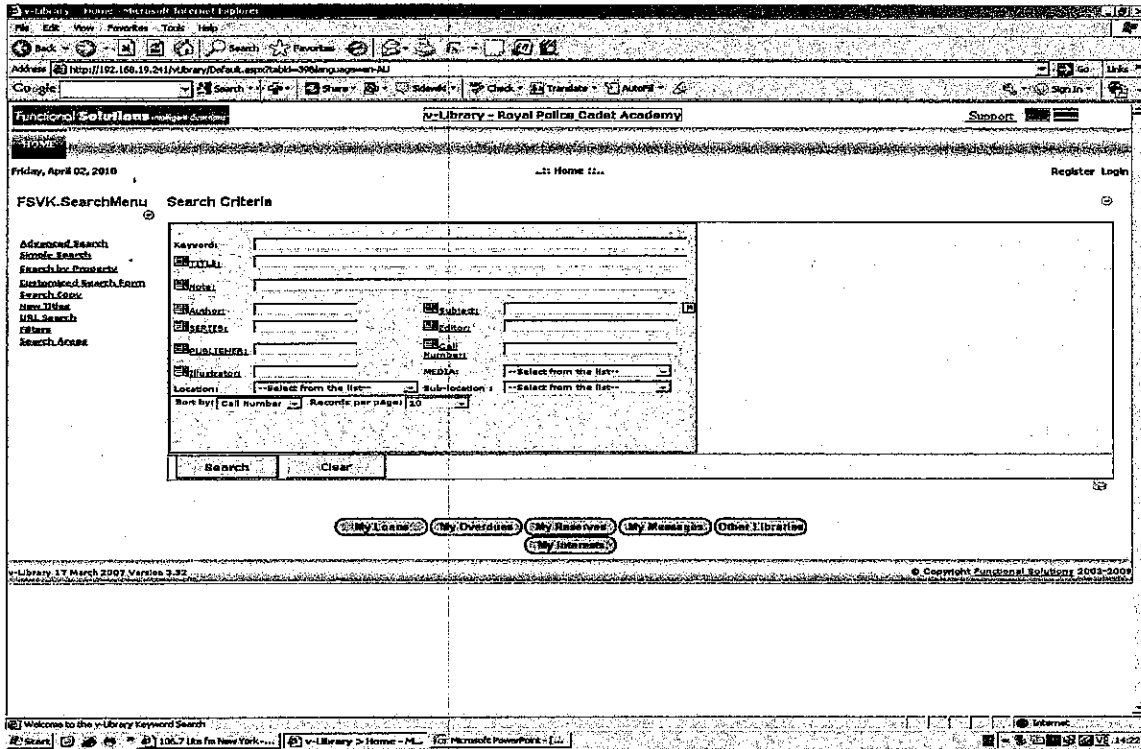 v-Library > Home - Microsoft Internet Explorer
File Edit View Favorites Tools Help
Back Search Favorites
Address http://192.168.19.241/vLibrary/Default.aspx?tabid=39&language=en-AU Go Links
Google Search Share Sidewiki Check Translate AutoFill Sign In
Functional Solutions v-Library - Royal Police Cadet Academy Support
HOME
Friday, April 02, 2010 ..:: Home ::.. Register Login
FSVK.SearchMenu Search Criteria
Advanced Search
Simple Search
Search by Property
Customized Search Form
Search Copy
New Titles
URL Search
Filters
Search Areas
Keyword:
TITLE:
Note:
Author: Subject:
SERIES: Editor:
PUBLISHER: Call Number:
Illustrator: MEDIA: --Select from the list--
Location: --Select from the list-- Sub-location : --Select from the list--
Sort by: Call Number Records per page: 10
Search Clear
My Loans My Overdues My Reserves My Messages Other Libraries
My Interests
v-Library 17 March 2007 Version 3.32 © Copyright Functional Solutions 2003-2009
Welcome to the v-Library Keyword Search Internet
Start 106.7 Lite fm New York -... v-Library > Home - M... Microsoft PowerPoint - [... 14:27